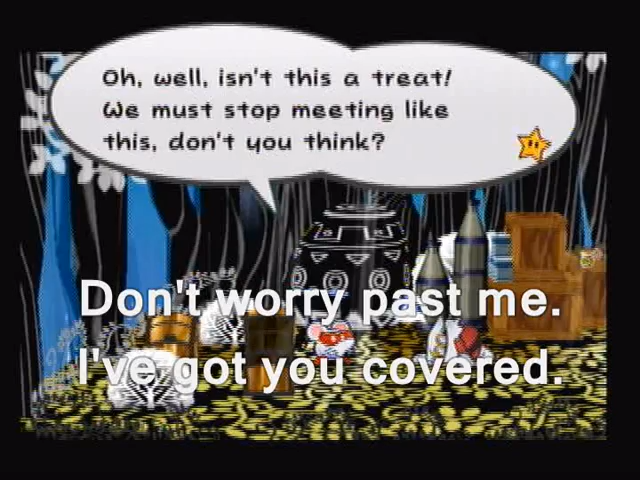 Oh, well, isn't this a treat!
We must stop meeting like
this, don't you think?
Don't worry past me.
I've got you covered.